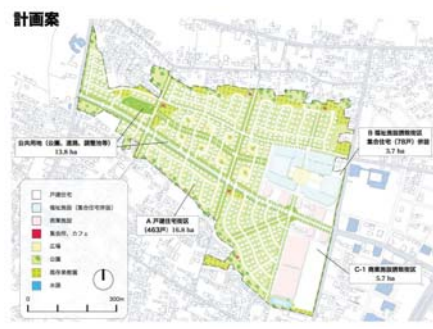 計画案
公共用地（公園、道路、調整池等）
13.8 ha
B 福祉施設誘致街区
集合住宅（78戸）併設
3.7 ha
A 戸建住宅街区
（463戸）16.8 ha
C-1 商業施設誘致街区
5.7 ha
戸建住宅
福祉施設（集合住宅併設）
商業施設
集会所、カフェ
広場
公園
既存樹樹園
水路
0
300m